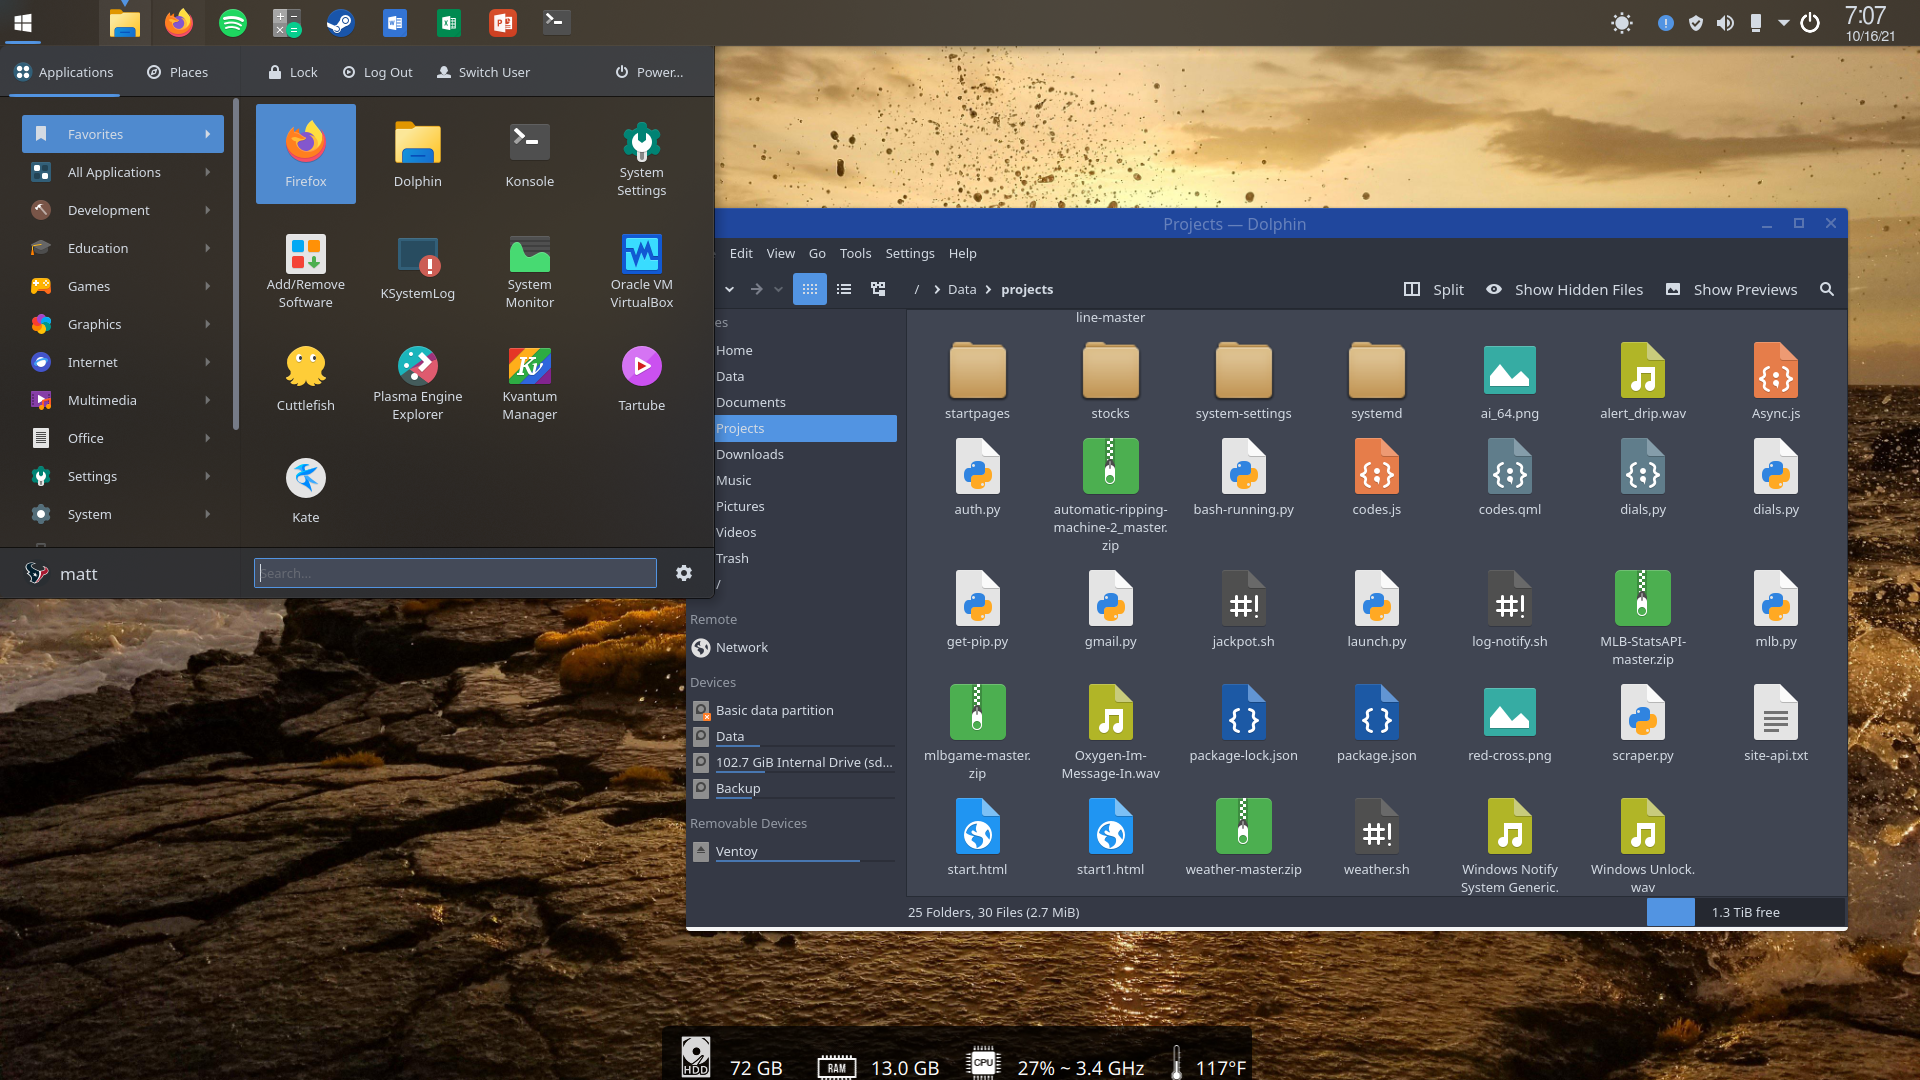 7:07
10/16/21
Applications
Places
Lock
Log Out
Switch User
Power...
Favorites
All Applications
Development
Education
Games
Graphics
Internet
Multimedia
Office
Settings
System
Firefox
Dolphin
Konsole
System
Settings
Add/Remove
Software
KSystemLog
System
Monitor
Oracle VM
VirtualBox
Cuttlefish
Plasma Engine
Explorer
Kvantum
Manager
Tartube
Kate
matt
Search...
Projects — Dolphin
Edit View Go Tools Settings Help
/ > Data > projects
Split
Show Hidden Files
Show Previews
es
Home
Data
Documents
Projects
Downloads
Music
Pictures
Videos
Trash
/
Remote
Network
Devices
Basic data partition
Data
102.7 GiB Internal Drive (sd...
Backup
Removable Devices
Ventoy
line-master
startpages
stocks
system-settings
systemd
ai_64.png
alert_drip.wav
Async.js
auth.py
automatic-ripping-
machine-2_master.
zip
bash-running.py
codes.js
codes.qml
dials,py
dials.py
get-pip.py
gmail.py
jackpot.sh
launch.py
log-notify.sh
MLB-StatsAPI-
master.zip
mlb.py
mlbgame-master.
zip
Oxygen-Im-
Message-In.wav
package-lock.json
package.json
red-cross.png
scraper.py
site-api.txt
start.html
start1.html
weather-master.zip
weather.sh
Windows Notify
System Generic.
Windows Unlock.
wav
25 Folders, 30 Files (2.7 MiB)
1.3 TiB free
HDD
72 GB
RAM
13.0 GB
CPU
27% ~ 3.4 GHz
117°F